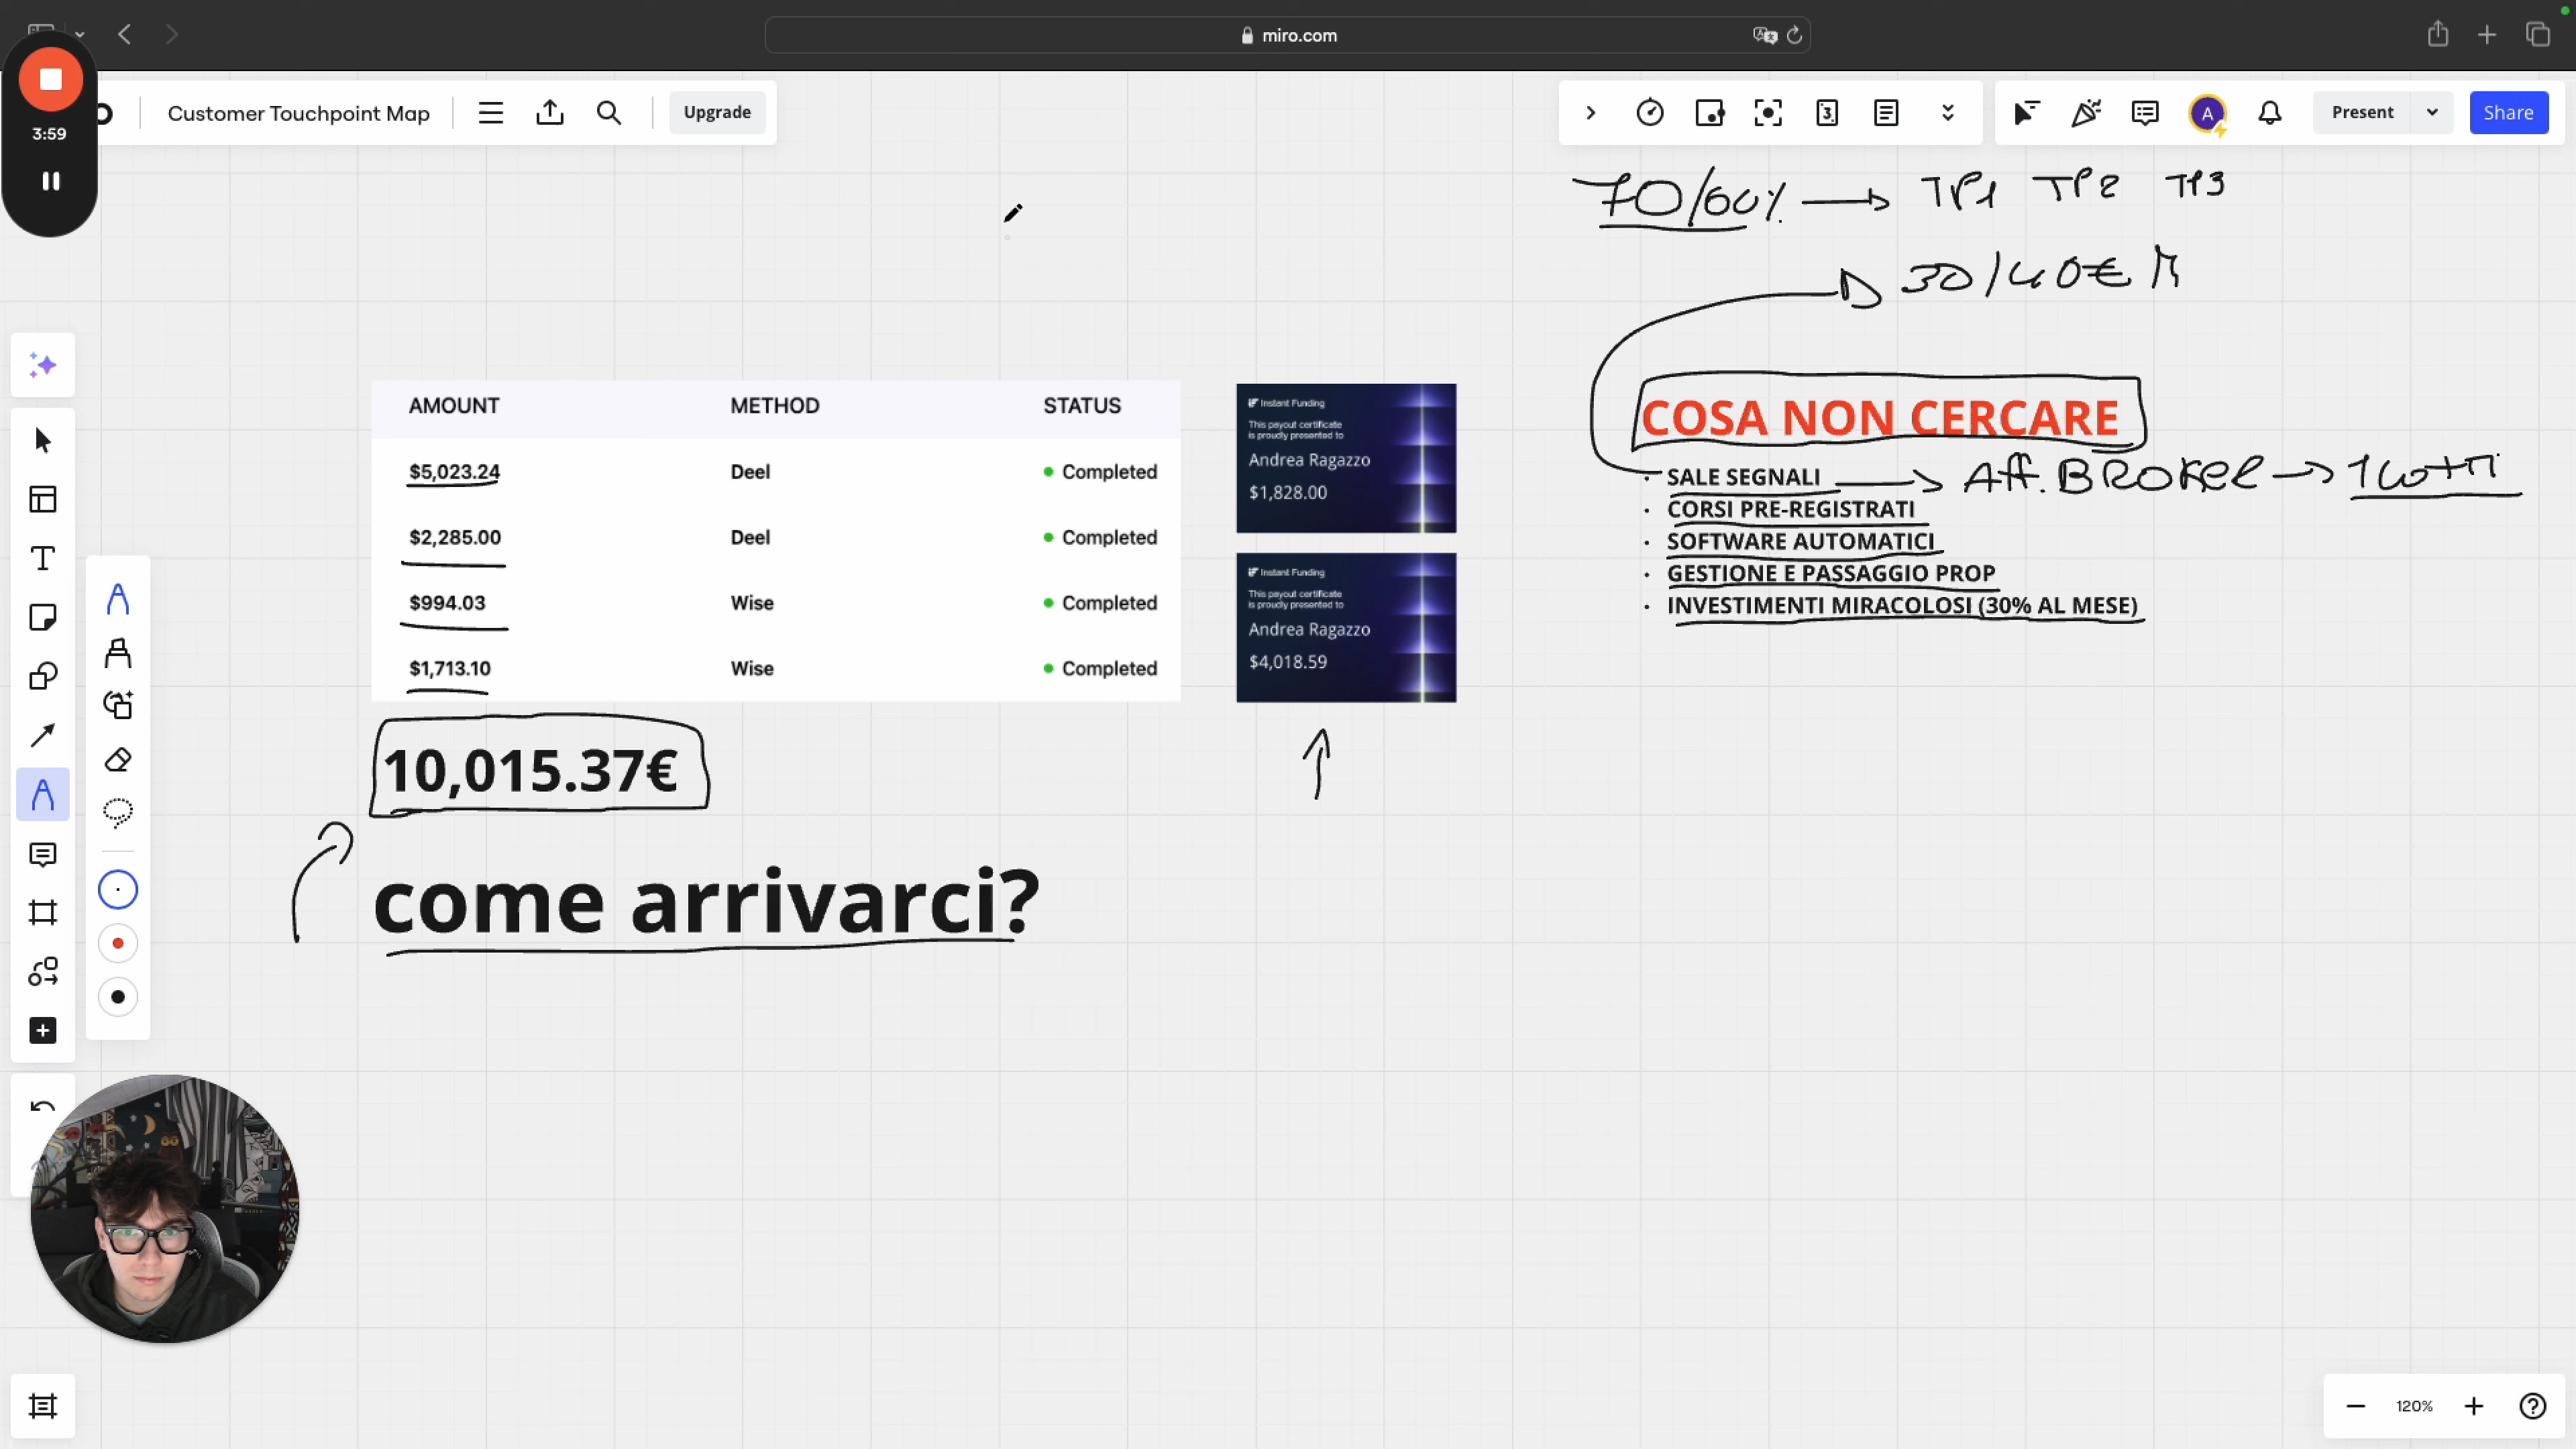 miro.com
3:59
Customer Touchpoint Map
Upgrade
3
A
Present
Share
70/60% TP1 TP2 TP3
30/40€
COSA NON CERCARE
· SALE SEGNALI Aff. BROKER
· CORSI PRE-REGISTRATI
· SOFTWARE AUTOMATICI
· GESTIONE E PASSAGGIO PROP
· INVESTIMENTI MIRACOLOSI (30% AL MESE)
AMOUNT METHOD STATUS
$5,023.24 Deel Completed
$2,285.00 Deel Completed
$994.03 Wise Completed
$1,713.10 Wise Completed
Instant Funding
This payout certificate
is proudly presented to
Andrea Ragazzo
$1,828.00
Instant Funding
This payout certificate
is proudly presented to
Andrea Ragazzo
$4,018.59
10,015.37€
come arrivarci?
120%